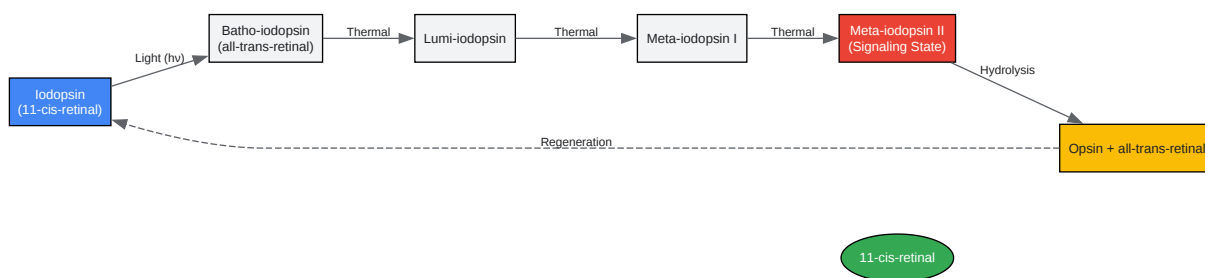 Iodopsin
(11-cis-retinal)
Light (hν)
Batho-iodopsin
(all-trans-retinal)
Thermal
Lumi-iodopsin
Thermal
Meta-iodopsin I
Thermal
Meta-iodopsin II
(Signaling State)
Hydrolysis
Opsin + all-trans-retinal
Regeneration
11-cis-retinal